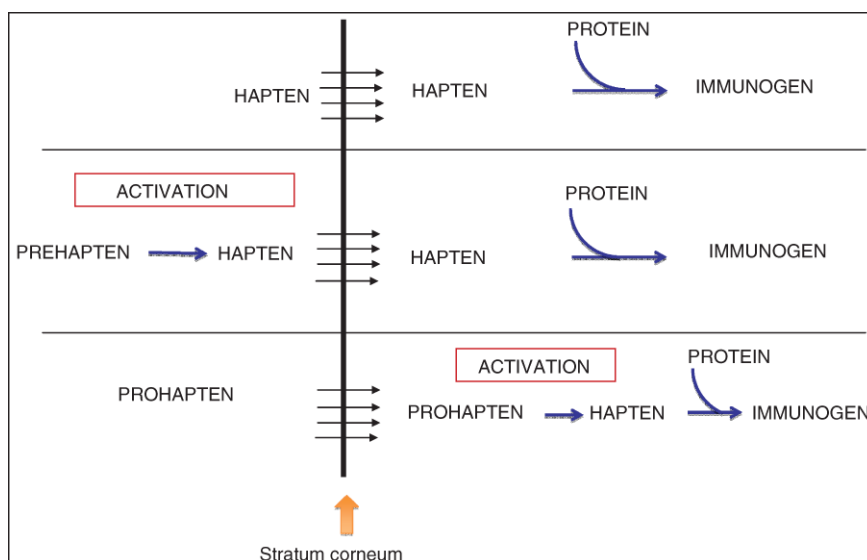 PROTEIN
HAPTEN HAPTEN IMMUNOGEN
ACTIVATION
PROTEIN
PREHAPTEN HAPTEN HAPTEN IMMUNOGEN
ACTIVATION PROTEIN
PROHAPTEN
PROHAPTEN HAPTEN IMMUNOGEN
Stratum corneum